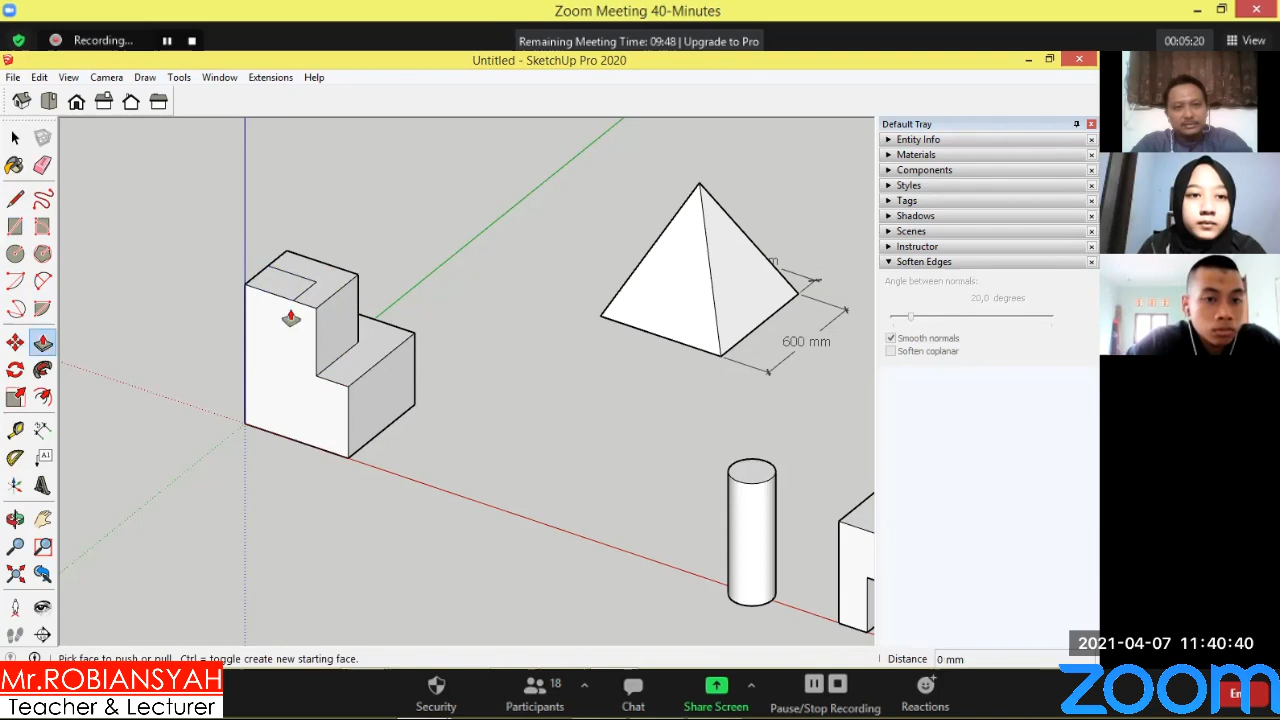 Zoom Meeting 40-Minutes
Recording...
Remaining Meeting Time: 09:48 | Upgrade to Pro
00:05:20
View
Untitled - SketchUp Pro 2020
File Edit View Camera Draw Tools Window Extensions Help
Default Tray
Entity Info
Materials
Components
Styles
Tags
Shadows
Scenes
Instructor
Soften Edges
Angle between normals:
20,0 degrees
Smooth normals
Soften coplanar
A1
m
600 mm
Pick face to push or pull. Ctrl = toggle create new starting face.
Distance 0 mm
2021-04-07 11:40:40
Mr.ROBIANSYAH
Teacher & Lecturer
Security
Participants 18
Chat
Share Screen
Pause/Stop Recording
Reactions
zoom